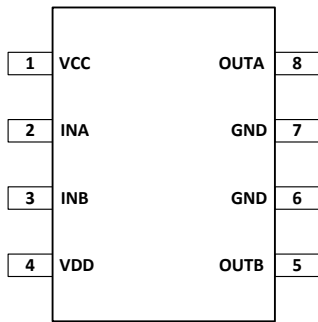 1 VCC OUTA 8
2 INA GND 7
3 INB GND 6
4 VDD OUTB 5